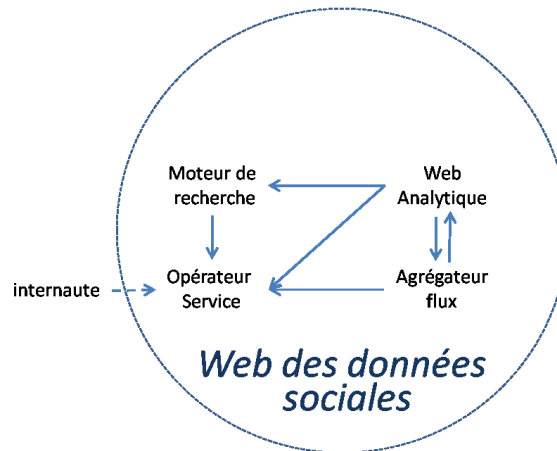 Moteur de
recherche
Web
Analytique
internaute
Opérateur
Service
Agrégateur
flux
Web des données
sociales